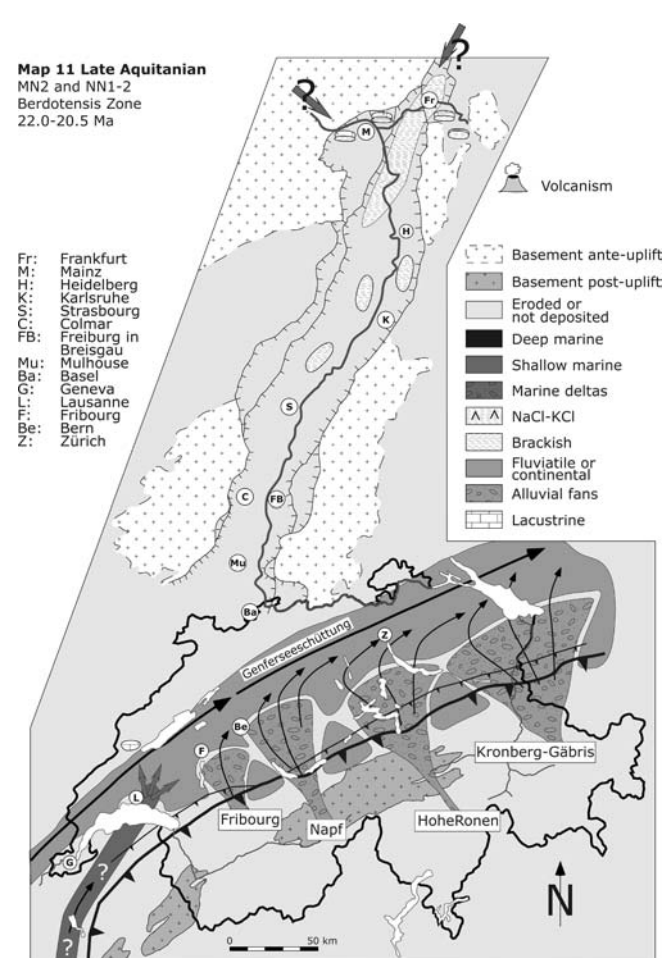 Map 11 Late Aquitanian
MN2 and NN1-2
Berdotensis Zone
22.0-20.5 Ma
?
?
Fr
M
H
K
S
C
FB
Mu
Ba
Volcanism
Fr: Frankfurt
M: Mainz
H: Heidelberg
K: Karlsruhe
S: Strasbourg
C: Colmar
FB: Freiburg in
Breisgau
Mu: Mulhouse
Ba: Basel
G: Geneva
L: Lausanne
F: Fribourg
Be: Bern
Z: Zürich
Basement ante-uplift
Basement post-uplift
Eroded or
not deposited
Deep marine
Shallow marine
Marine deltas
NaCl-KCl
Brackish
Fluviatile or
continental
Alluvial fans
Lacustrine
Genferseeschüttung
Z
Be
F
L
G
Kronberg-Gäbris
Fribourg
Napf
HoheRonen
?
?
N
0 50 km